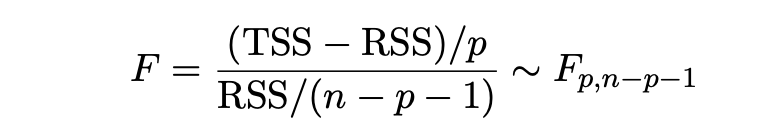 F = (TSS − RSS)/p / RSS/(n − p − 1) ∼ F_{p,n−p−1}